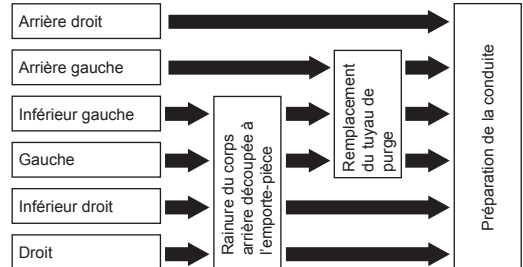 Arrière droit
Arrière gauche
Inférieur gauche
Gauche
Inférieur droit
Droit
Rainure du corps
arrière découpée à
l'emporte-pièce
Remplacement
du tuyau de
purge
Préparation de la conduite